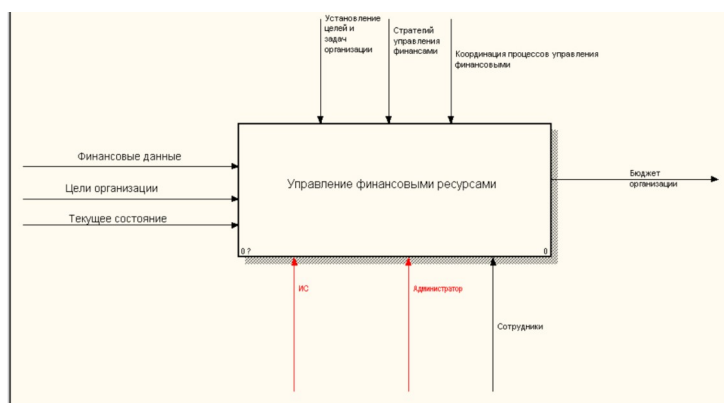 Установление
целей и
задач
организации
Стратегий
управления
финансами
Координация процессов управления
финансовыми
Финансовые данные
Цели организации
Текущее состояние
Управление финансовыми ресурсами
0 ?
0
Бюджет
организации
ИС
Администратор
Сотрудники